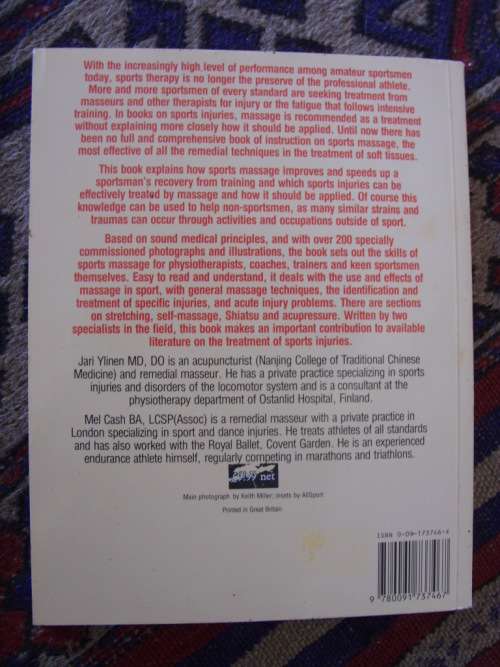 With the increasingly high level of performance among amateur sportsmen
today, sports therapy is no longer the preserve of the professional athlete.
More and more sportsmen of every standard are seeking treatment from
masseurs and other therapists for injury or the fatigue that follows intensive
training. In books on sports injuries, massage is recommended as a treatment
without explaining more closely how it should be applied. Until now there has
been no full and comprehensive book of instruction on sports massage, the
most effective of all the remedial techniques in the treatment of soft tissues.
This book explains how sports massage improves and speeds up a
sportsman's recovery from training and which sports injuries can be
effectively treated by massage and how it should be applied. Of course this
knowledge can be used to help non-sportsmen, as many similar strains and
traumas can occur through activities and occupations outside of sport.
Based on sound medical principles, and with over 200 specially
commissioned photographs and illustrations, the book sets out the skills of
sports massage for physiotherapists, coaches, trainers and keen sportsmen
themselves. Easy to read and understand, it deals with the use and effects of
massage in sport, with general massage techniques, the identification and
treatment of specific injuries, and acute injury problems. There are sections
on stretching, self-massage, Shiatsu and acupressure. Written by two
specialists in the field, this book makes an important contribution to available
literature on the treatment of sports injuries.
Jari Ylinen MD, DO is an acupuncturist (Nanjing College of Traditional Chinese
Medicine) and remedial masseur. He has a private practice specializing in sports
injuries and disorders of the locomotor system and is a consultant at the
physiotherapy department of Ostanlid Hospital, Finland.
Mel Cash BA, LCSP(Assoc) is a remedial masseur with a private practice in
London specializing in sport and dance injuries. He treats athletes of all standards
and has also worked with the Royal Ballet, Covent Garden. He is an experienced
endurance athlete himself, regularly competing in marathons and triathlons.
net
Main photograph by Keith Miller; insets by AllSport
Printed in Great Britain
ISBN 0-09-173746-X
9 780091 737467